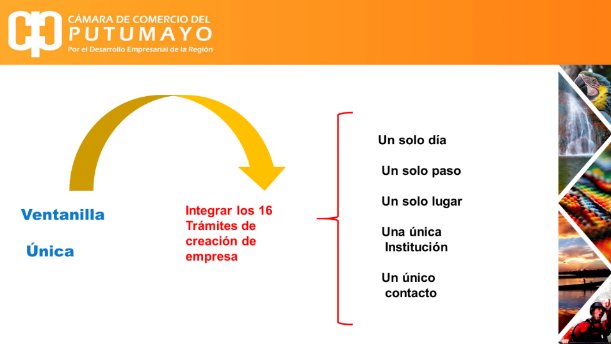 CÁMARA DE COMERCIO DEL
PUTUMAYO
Por el Desarrollo Empresarial de la Región
Ventanilla
Única
Integrar los 16
Trámites de
creación de
empresa
Un solo día
Un solo paso
Un solo lugar
Una única
Institución
Un único
contacto